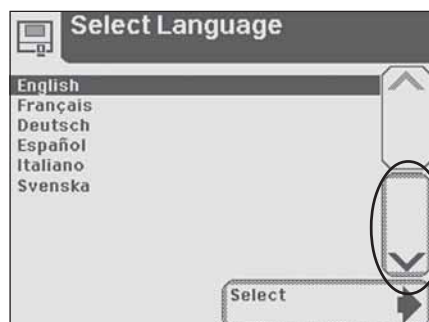 Select Language
English
Français
Deutsch
Español
Italiano
Svenska
Select